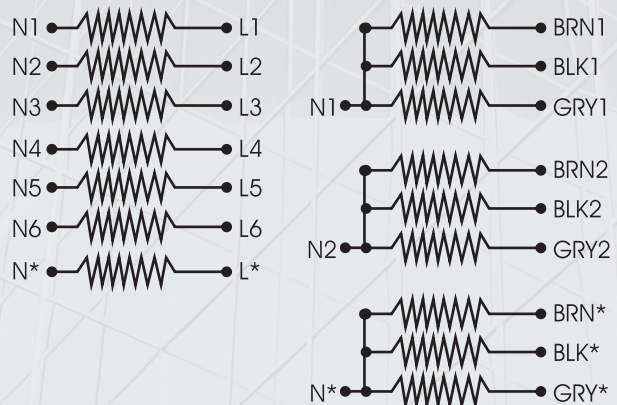 N1 L1
N2 L2
N3 L3
N4 L4
N5 L5
N6 L6
N* L*
BRN1
BLK1
N1 GRY1
BRN2
BLK2
N2 GRY2
BRN*
BLK*
N* GRY*